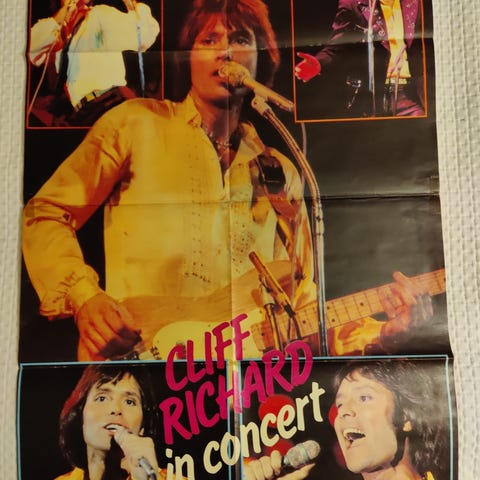 CLIFF
RICHARD
in concert